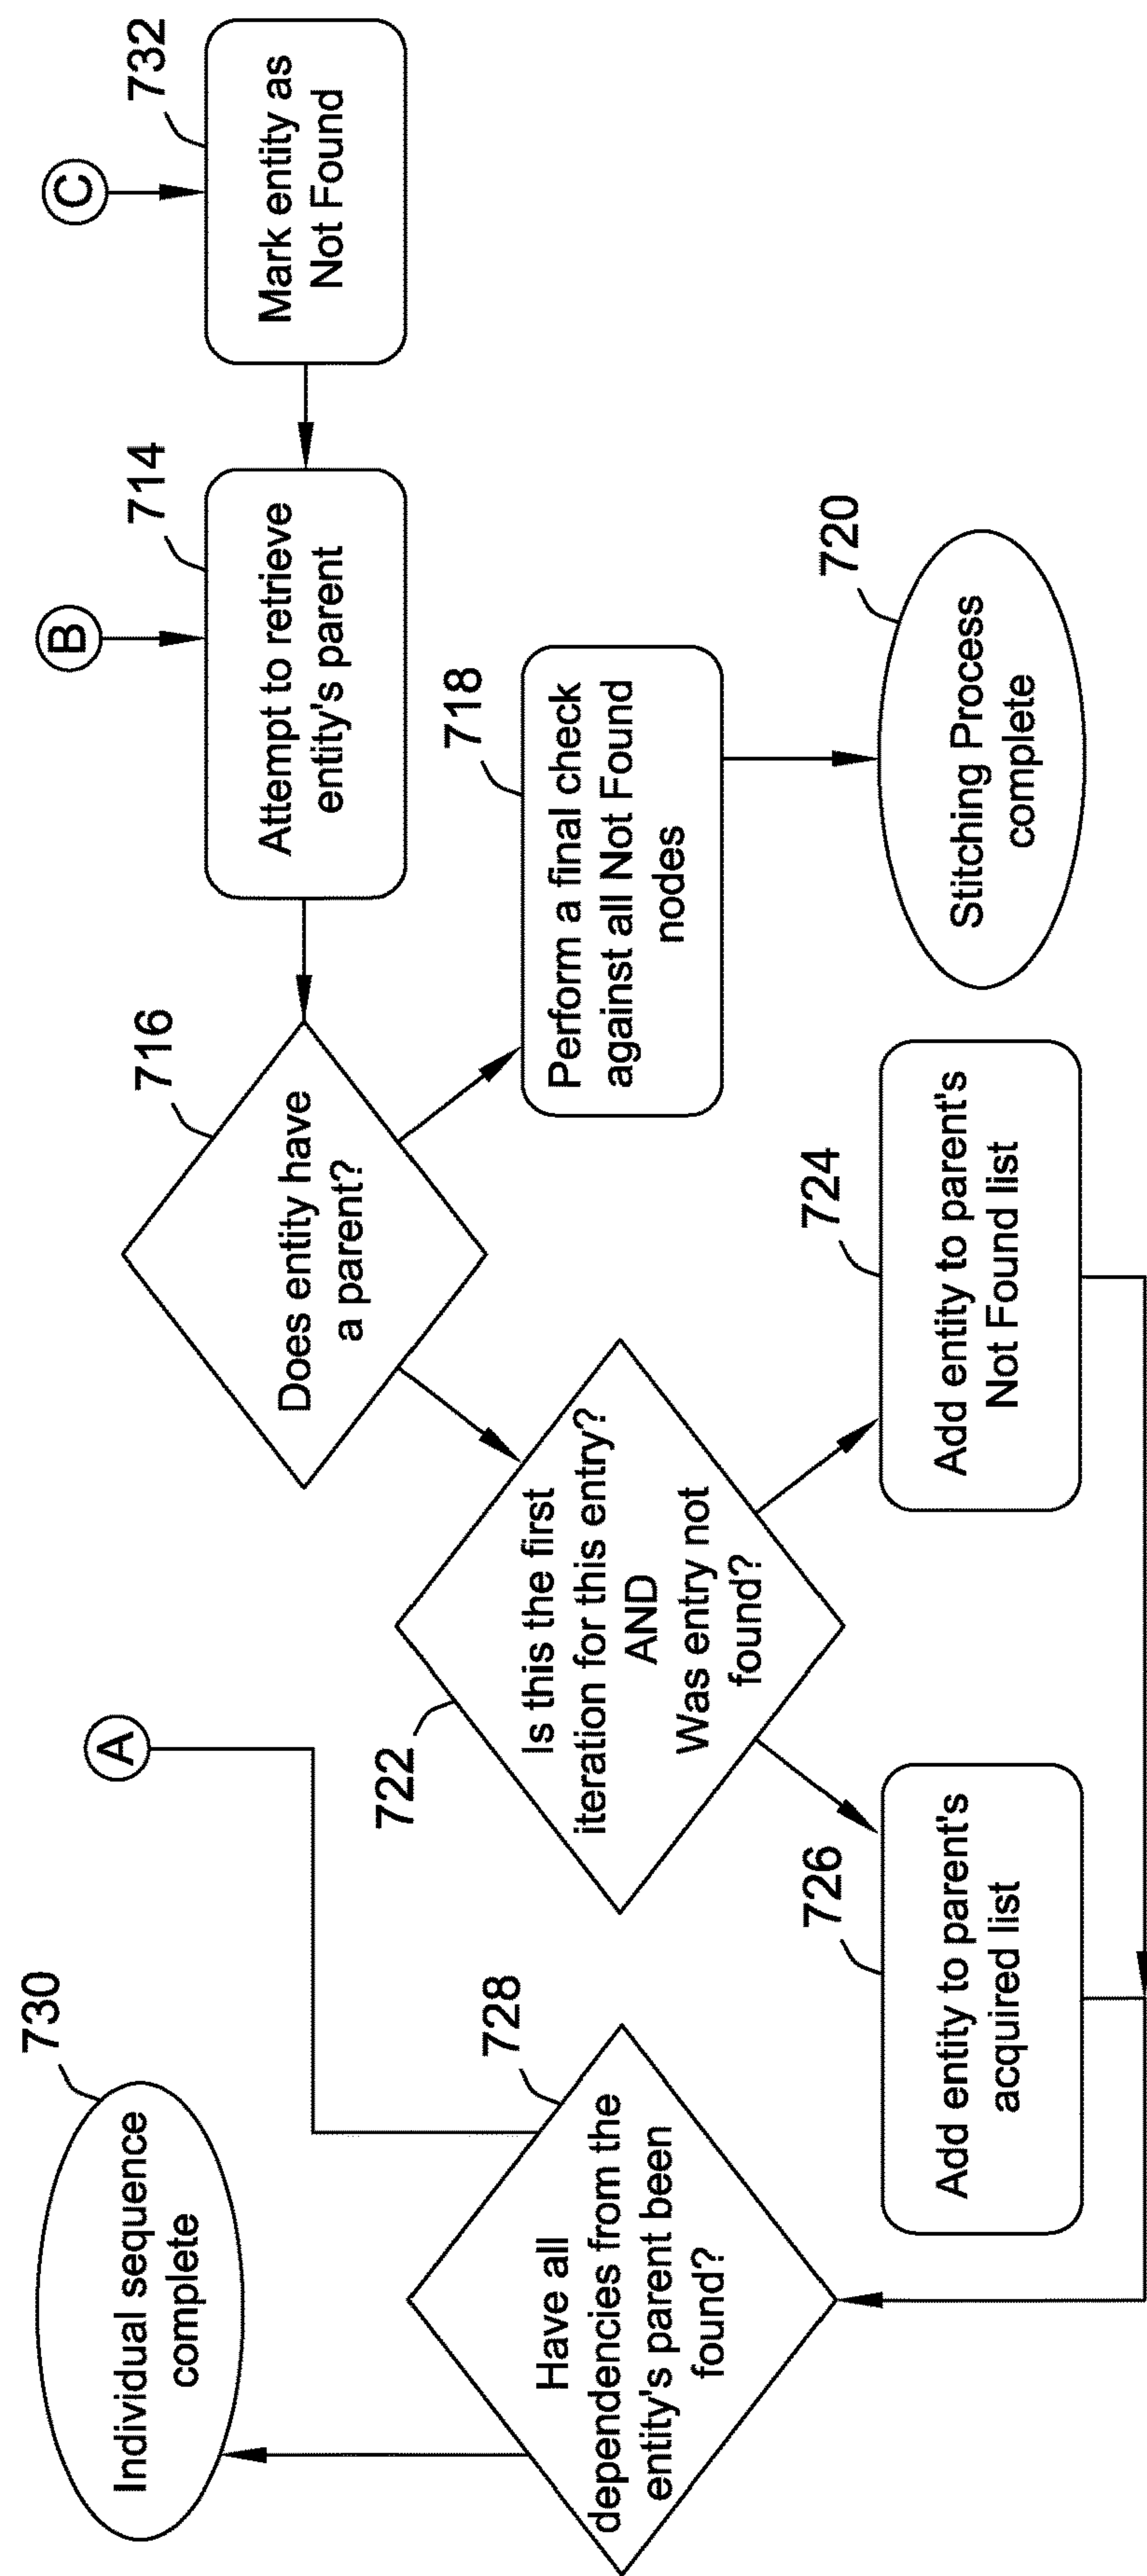 730
Individual sequence
complete
A
B
C
716
Does entity have
a parent?
714
Attempt to retrieve
entity's parent
732
Mark entity as
Not Found
728
Have all
dependencies from the
entity's parent been
found?
722
Is this the first
iteration for this entry?
AND
Was entry not
found?
718
Perform a final check
against all Not Found
nodes
726
Add entity to parent's
acquired list
724
Add entity to parent's
Not Found list
720
Stitching Process
complete